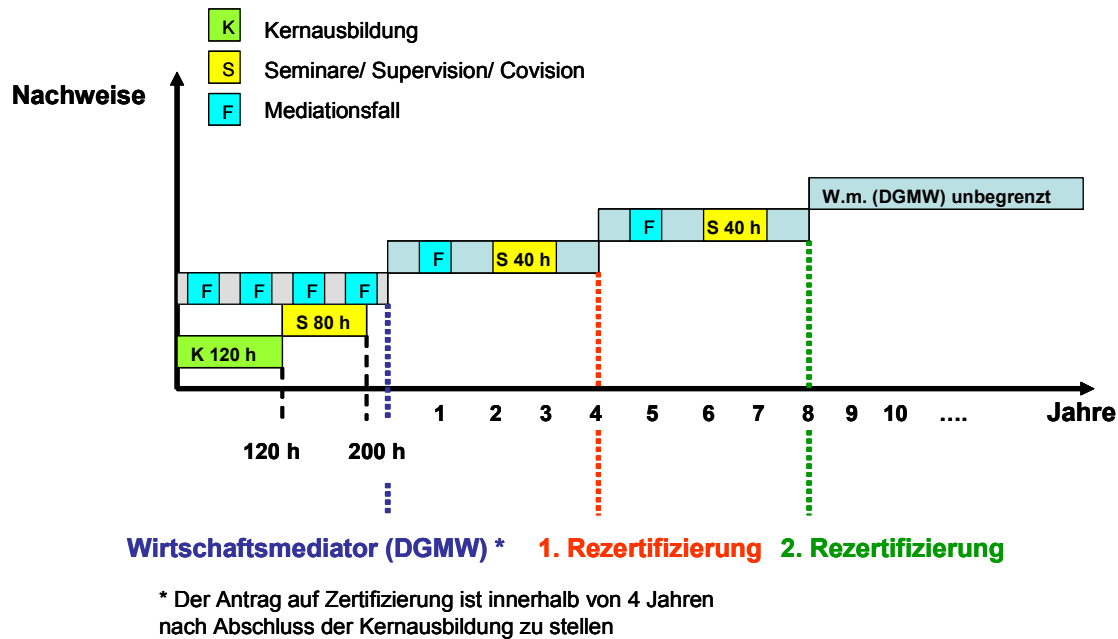 K Kernausbildung
S Seminare/ Supervision/ Covision
F Mediationsfall
Nachweise
W.m. (DGMW) unbegrenzt
F S 40 h
F S 40 h
F F F F
S 80 h
K 120 h
1 2 3 4 5 6 7 8 9 10 ....
Jahre
120 h 200 h
Wirtschaftsmediator (DGMW) * 1. Rezertifizierung 2. Rezertifizierung
* Der Antrag auf Zertifizierung ist innerhalb von 4 Jahren
nach Abschluss der Kernausbildung zu stellen